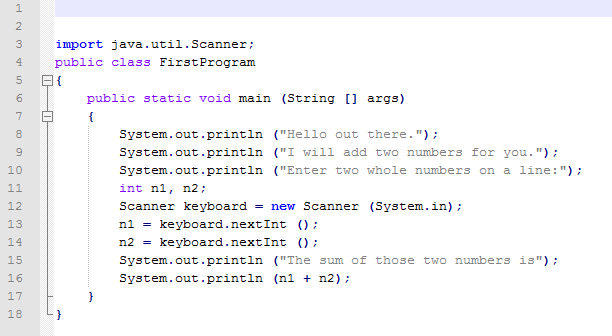 1
2
3 import java.util.Scanner;
4 public class FirstProgram
5 {
6 public static void main (String [] args)
7 {
8 System.out.println ("Hello out there.");
9 System.out.println ("I will add two numbers for you.");
10 System.out.println ("Enter two whole numbers on a line:");
11 int n1, n2;
12 Scanner keyboard = new Scanner (System.in);
13 n1 = keyboard.nextInt ();
14 n2 = keyboard.nextInt ();
15 System.out.println ("The sum of those two numbers is");
16 System.out.println (n1 + n2);
17 }
18 }